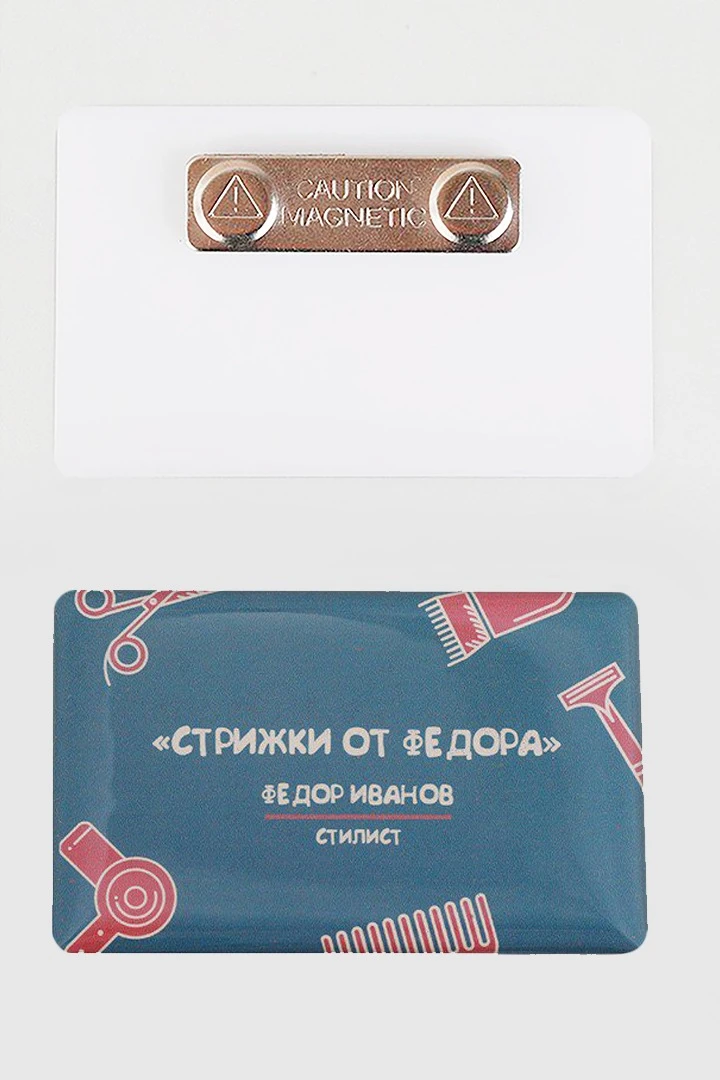 CAUTION
MAGNETIC
«СТРИЖКИ ОТ ФЕДОРА»
ФЕДОР ИВАНОВ
СТИЛИСТ